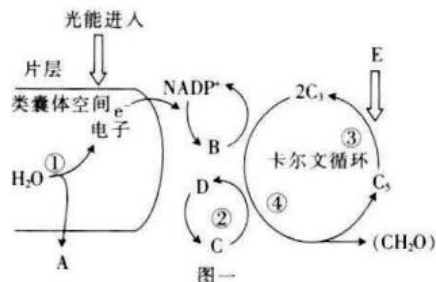 光能进入
片层
类囊体空间 e⁻
电子
NADP⁺
E
2C₃
B
①
H₂O
③
卡尔文循环
C₅
D
②
④
C
A
(CH₂O)
图一